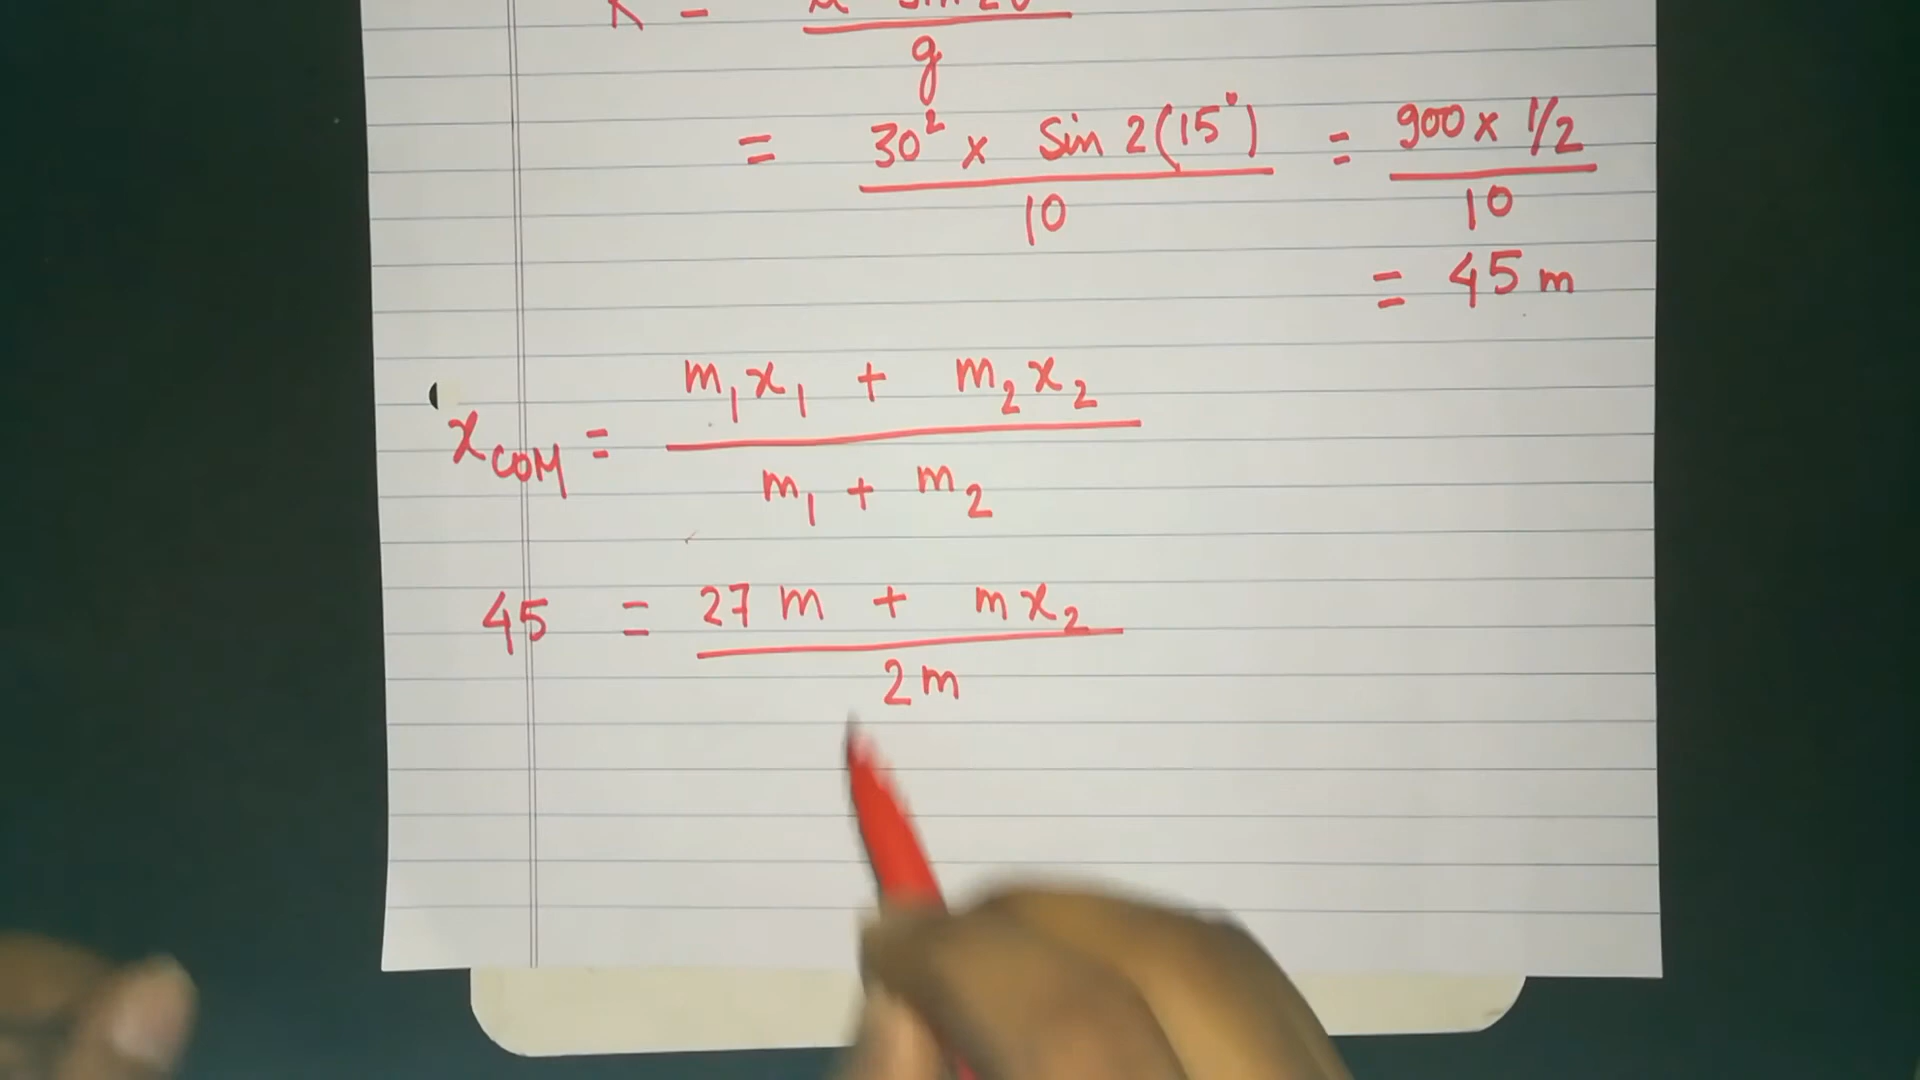 g
= 30² x Sin 2(15°) / 10 = 900 x 1/2 / 10
= 45 m
x_COM = m₁x₁ + m₂x₂ / m₁ + m₂
45 = 27 m + m x₂ / 2m